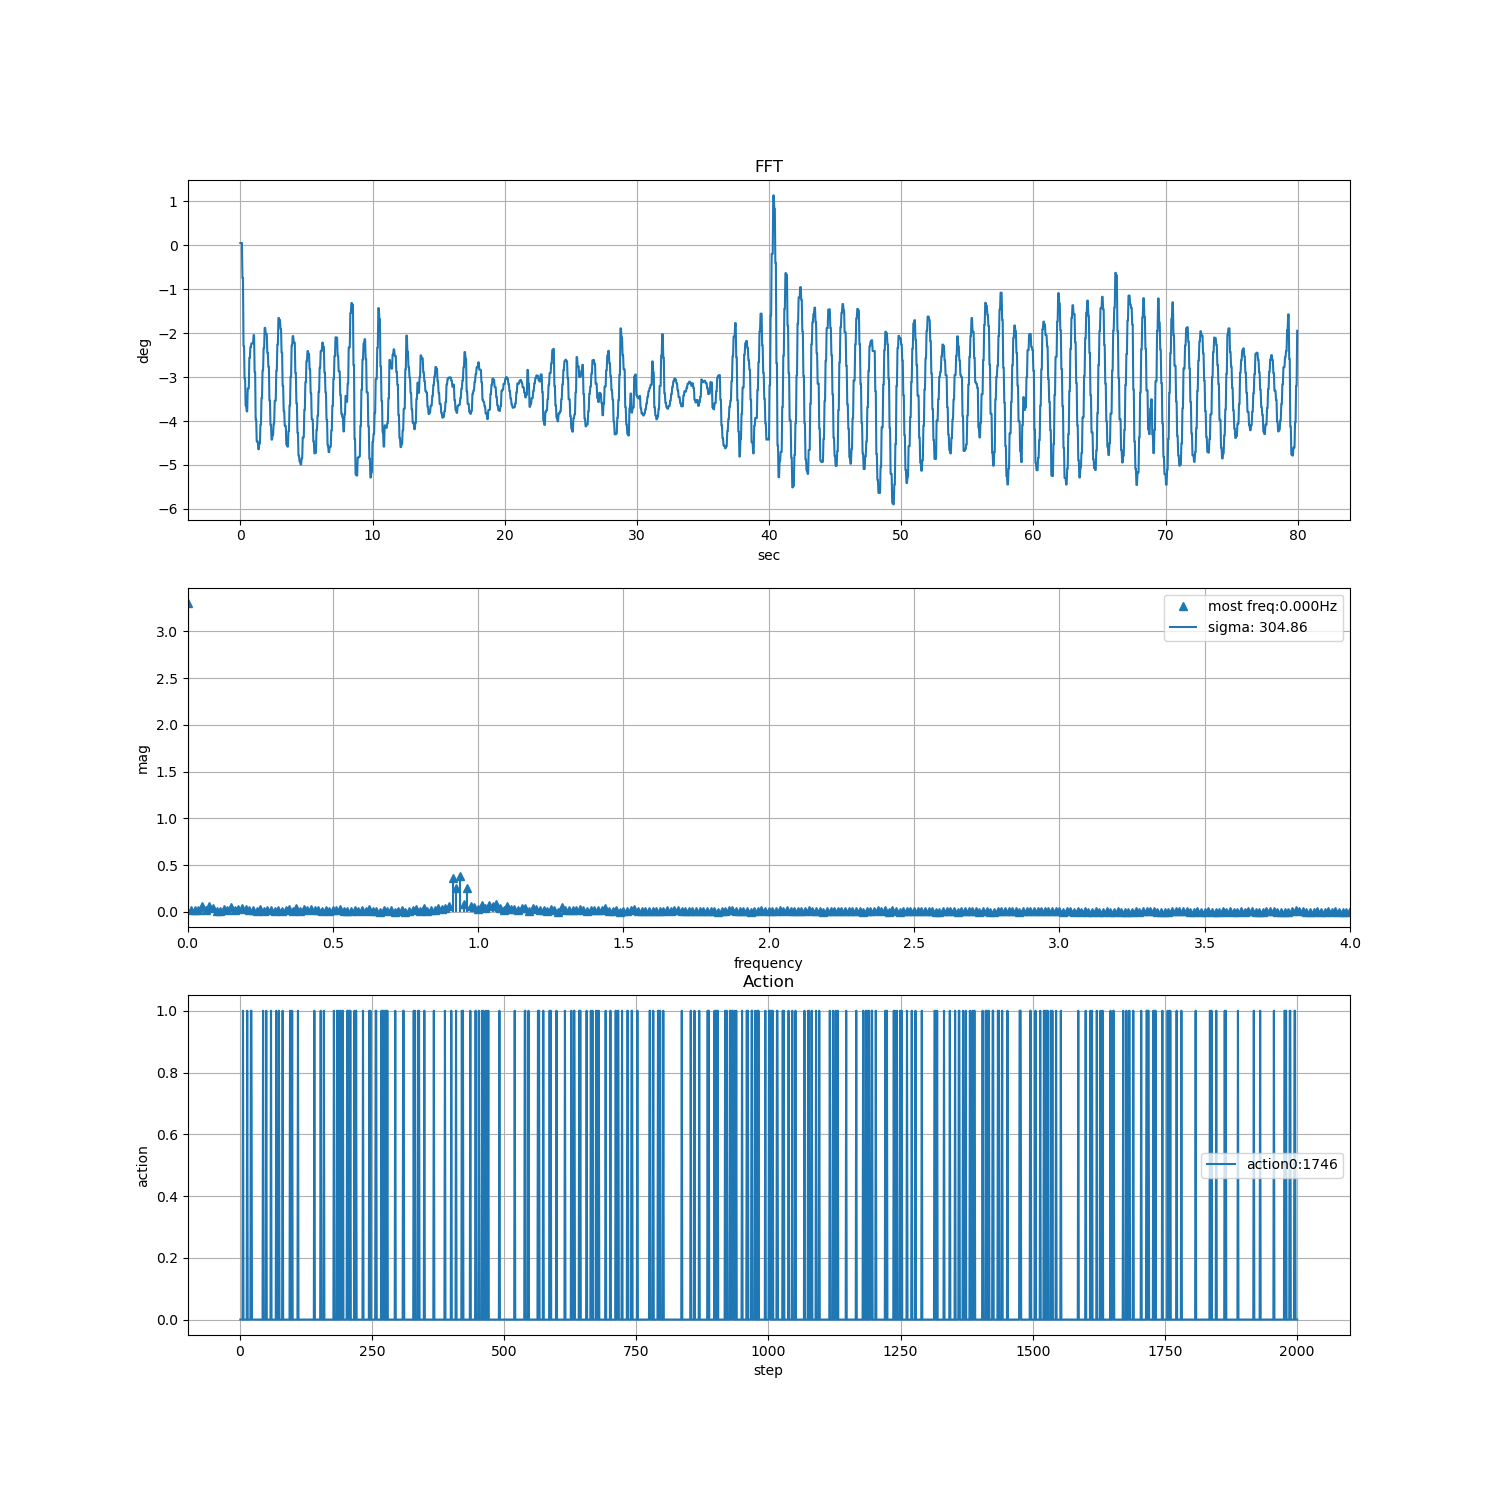 FFT
1
0
−1
−2
−3
−4
−5
−6
deg
0 10 20 30 40 50 60 70 80
sec
most freq:0.000Hz
sigma: 304.86
3.0
2.5
2.0
1.5
1.0
0.5
0.0
mag
0.0 0.5 1.0 1.5 2.0 2.5 3.0 3.5 4.0
frequency
Action
1.0
0.8
0.6
0.4
0.2
0.0
action
action0:1746
0 250 500 750 1000 1250 1500 1750 2000
step